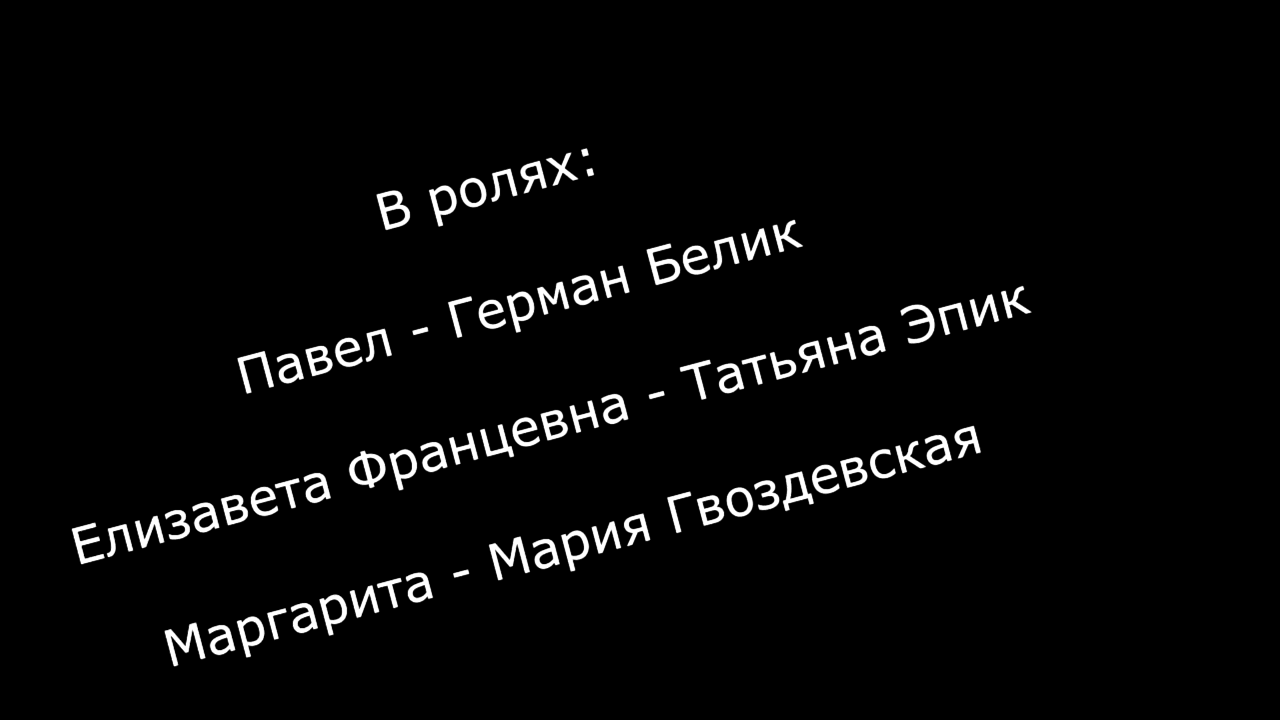 В ролях:
Павел - Герман Белик
Елизавета Францевна - Татьяна Эпик
Маргарита - Мария Гвоздевская